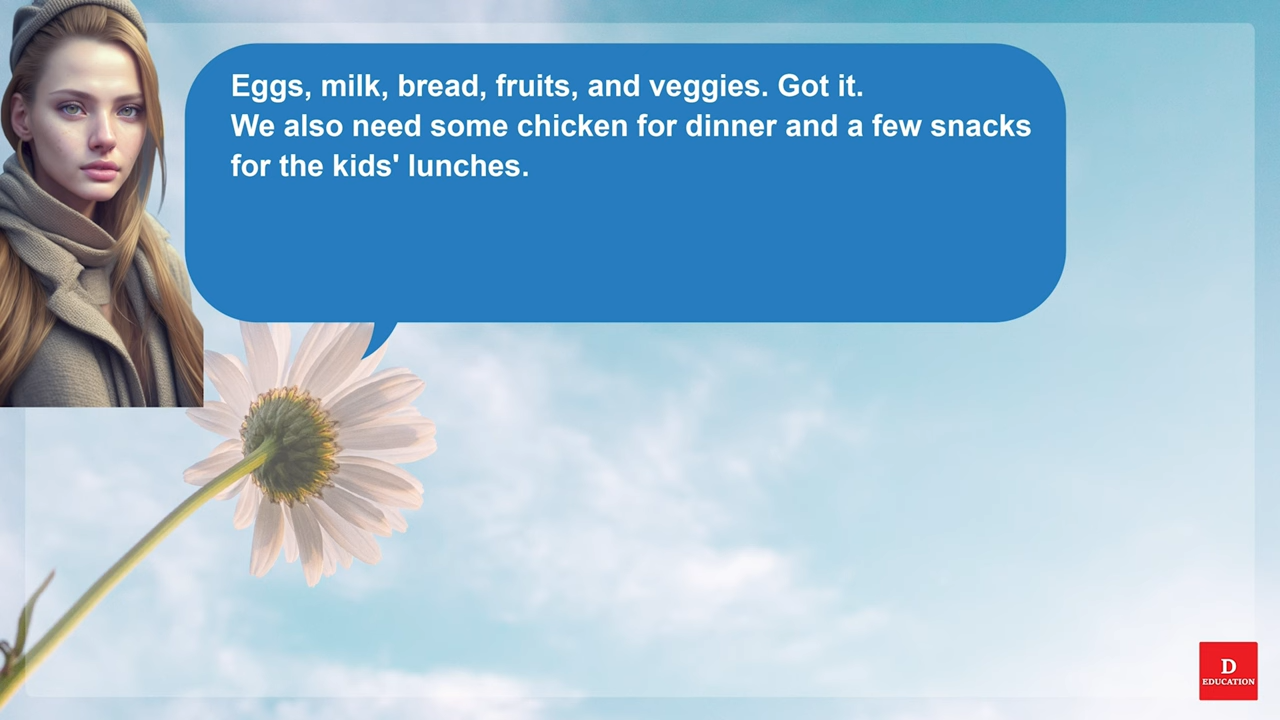 Eggs, milk, bread, fruits, and veggies. Got it.
We also need some chicken for dinner and a few snacks
for the kids' lunches.
D
EDUCATION